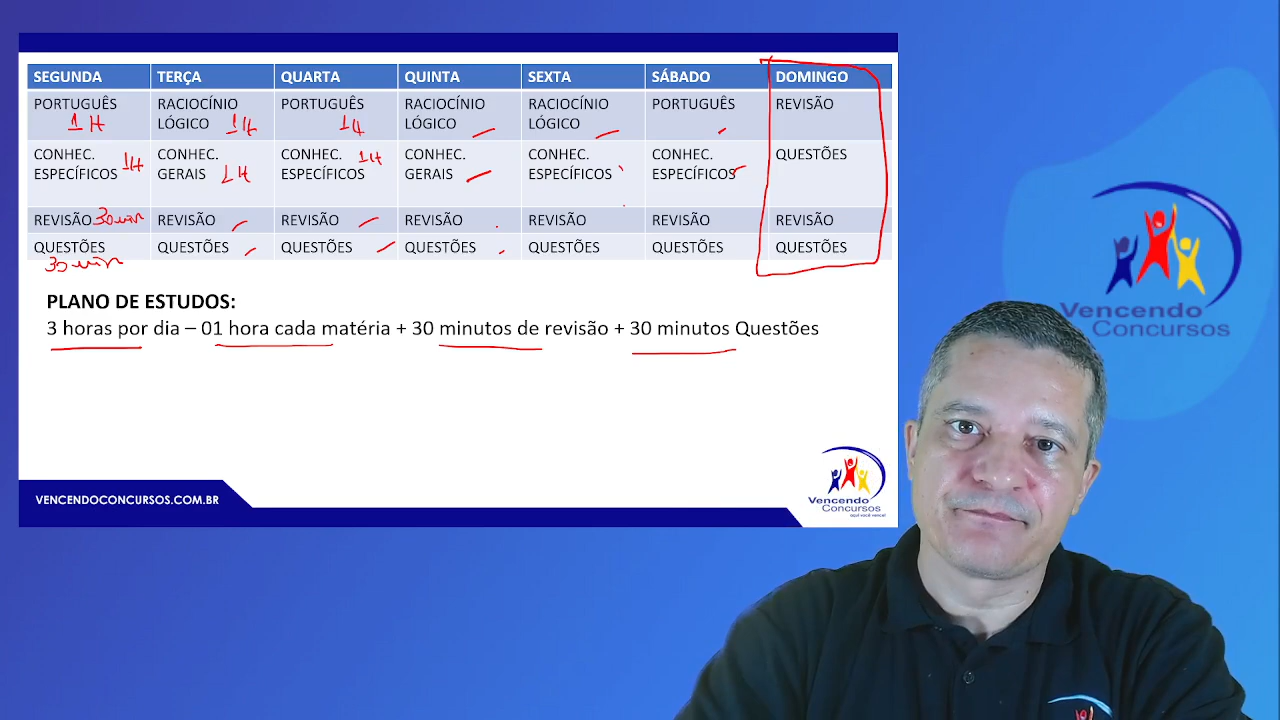 SEGUNDA TERÇA QUARTA QUINTA SEXTA SÁBADO DOMINGO
PORTUGUÊS RACIOCÍNIO PORTUGUÊS RACIOCÍNIO RACIOCÍNIO PORTUGUÊS REVISÃO
LÓGICO LÓGICO LÓGICO
1 H 1H 1H
CONHEC. CONHEC. CONHEC. CONHEC. CONHEC. CONHEC. QUESTÕES
1H 1H
ESPECÍFICOS GERAIS ESPECÍFICOS GERAIS ESPECÍFICOS ESPECÍFICOS
1H
REVISÃO 30 min REVISÃO REVISÃO REVISÃO REVISÃO REVISÃO REVISÃO
QUESTÕES QUESTÕES QUESTÕES QUESTÕES QUESTÕES QUESTÕES QUESTÕES
30 min
PLANO DE ESTUDOS:
3 horas por dia – 01 hora cada matéria + 30 minutos de revisão + 30 minutos Questões
VENCENDOCONCURSOS.COM.BR
Vencendo
Concursos
aqui você vence!
Vencendo
Concursos